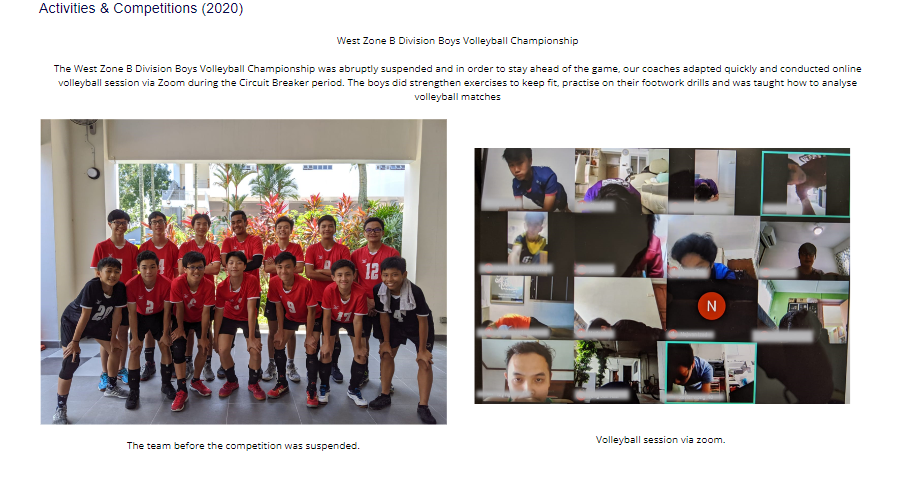 Activities & Competitions (2020)
West Zone B Division Boys Volleyball Championship
The West Zone B Division Boys Volleyball Championship was abruptly suspended and in order to stay ahead of the game, our coaches adapted quickly and conducted online
volleyball session via Zoom during the Circuit Breaker period. The boys did strengthen exercises to keep fit, practise on their footwork drills and was taught how to analyse
volleyball matches
12
2
9
N
The team before the competition was suspended.
Volleyball session via zoom.